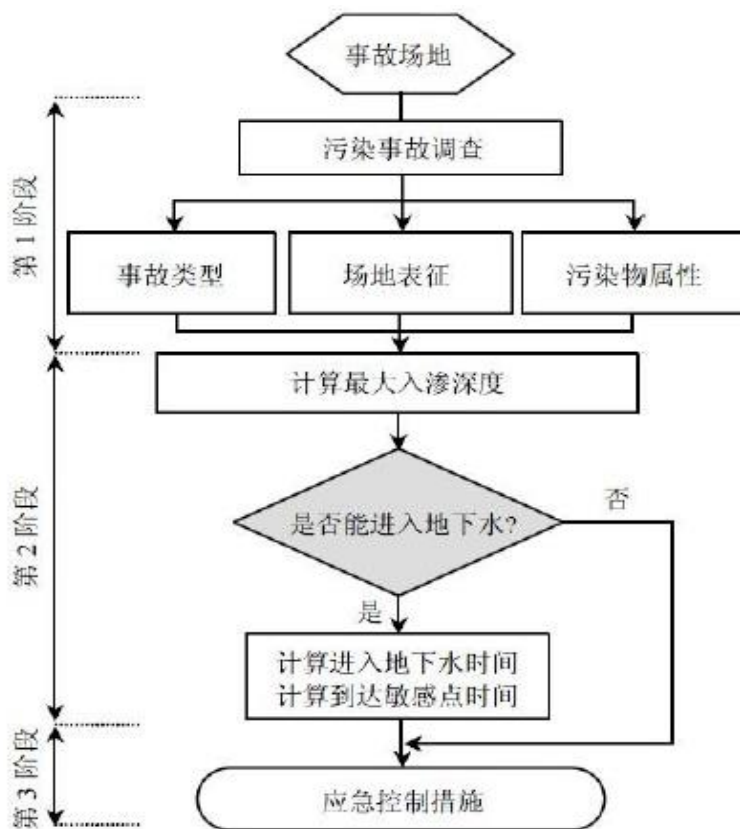 事故场地
污染事故调查
第1阶段
事故类型
场地表征
污染物属性
计算最大入渗深度
是否能进入地下水?
否
第2阶段
是
计算进入地下水时间
计算到达敏感点时间
第3阶段
应急控制措施